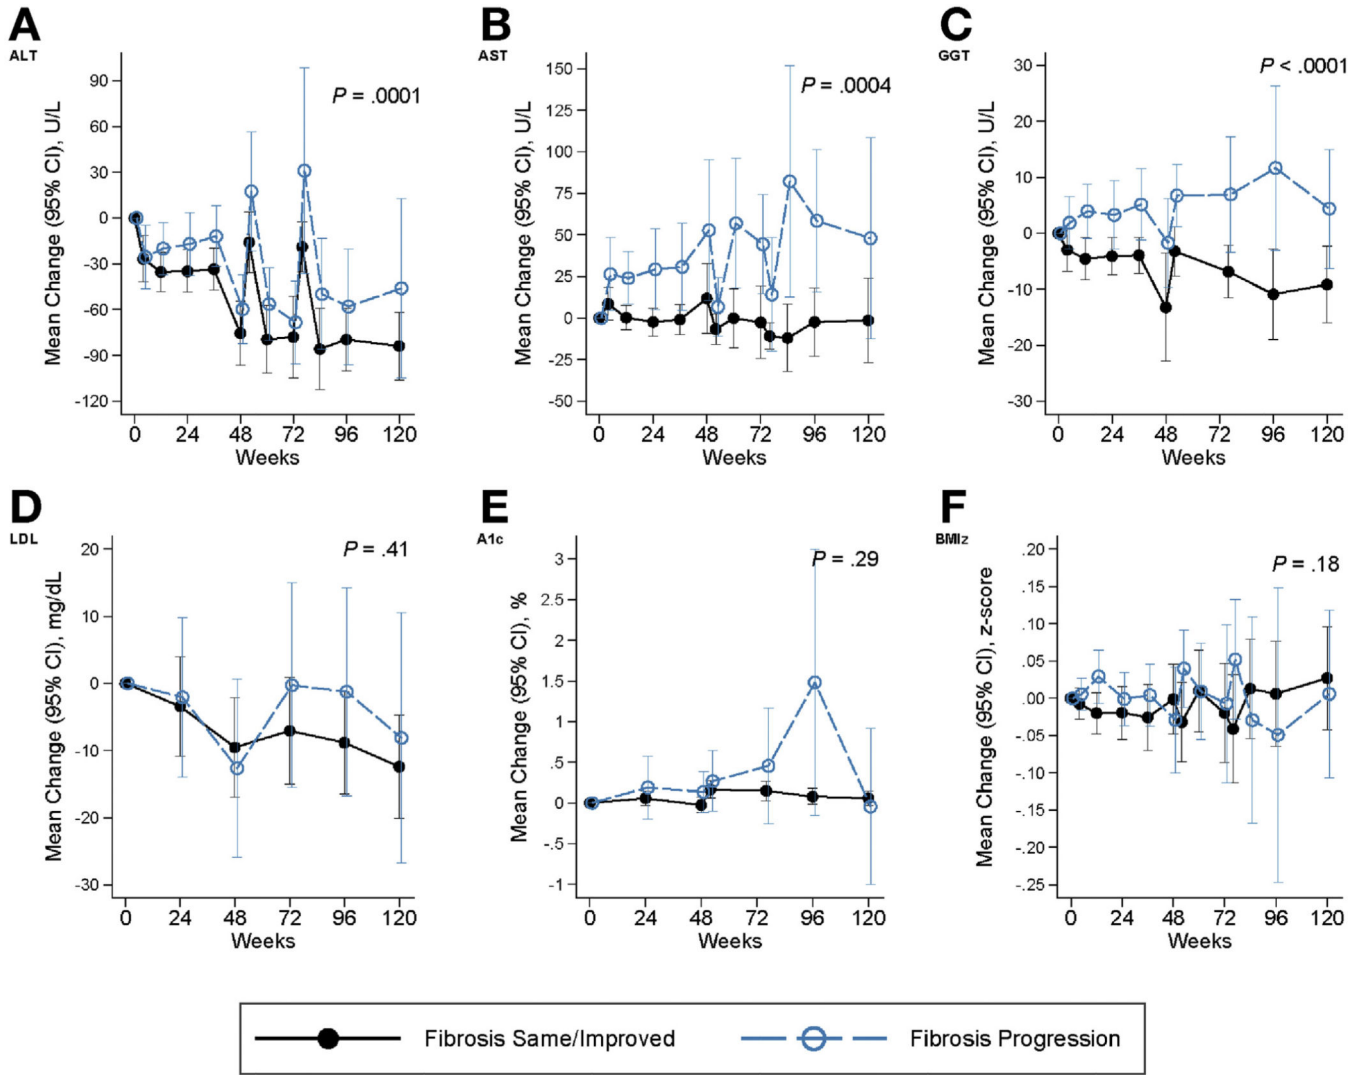 A
ALT
Mean Change (95% CI), U/L
P = .0001
90
60
30
0
-30
-60
-90
-120
0 24 48 72 96 120
Weeks
B
AST
Mean Change (95% CI), U/L
P = .0004
150
125
100
75
50
25
0
-25
-50
0 24 48 72 96 120
Weeks
C
GGT
Mean Change (95% CI), U/L
P < .0001
30
20
10
0
-10
-20
-30
0 24 48 72 96 120
Weeks
D
LDL
Mean Change (95% CI), mg/dL
P = .41
20
10
0
-10
-20
-30
0 24 48 72 96 120
Weeks
E
A1c
Mean Change (95% CI), %
P = .29
3
2.5
2
1.5
1
.5
0
-.5
-1
0 24 48 72 96 120
Weeks
F
BMIz
Mean Change (95% CI), z-score
P = .18
.20
.15
.10
.05
.00
-.05
-.10
-.15
-.20
-.25
0 24 48 72 96 120
Weeks
Fibrosis Same/Improved
Fibrosis Progression